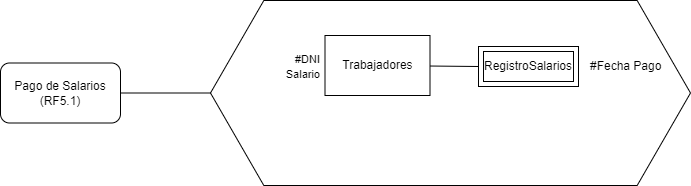 Pago de Salarios
(RF5.1)
#DNI
Salario
Trabajadores
RegistroSalarios
#Fecha Pago